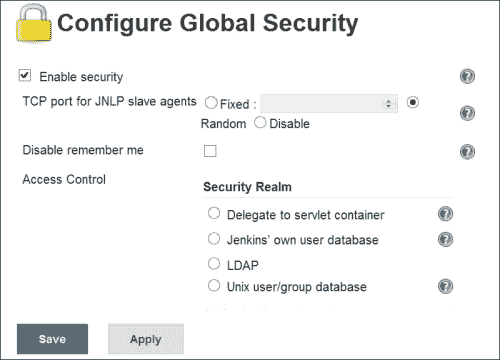 Configure Global Security
Enable security
TCP port for JNLP slave agents
Fixed :
Random
Disable
Disable remember me
Access Control
Security Realm
Delegate to servlet container
Jenkins' own user database
LDAP
Unix user/group database
Save
Apply